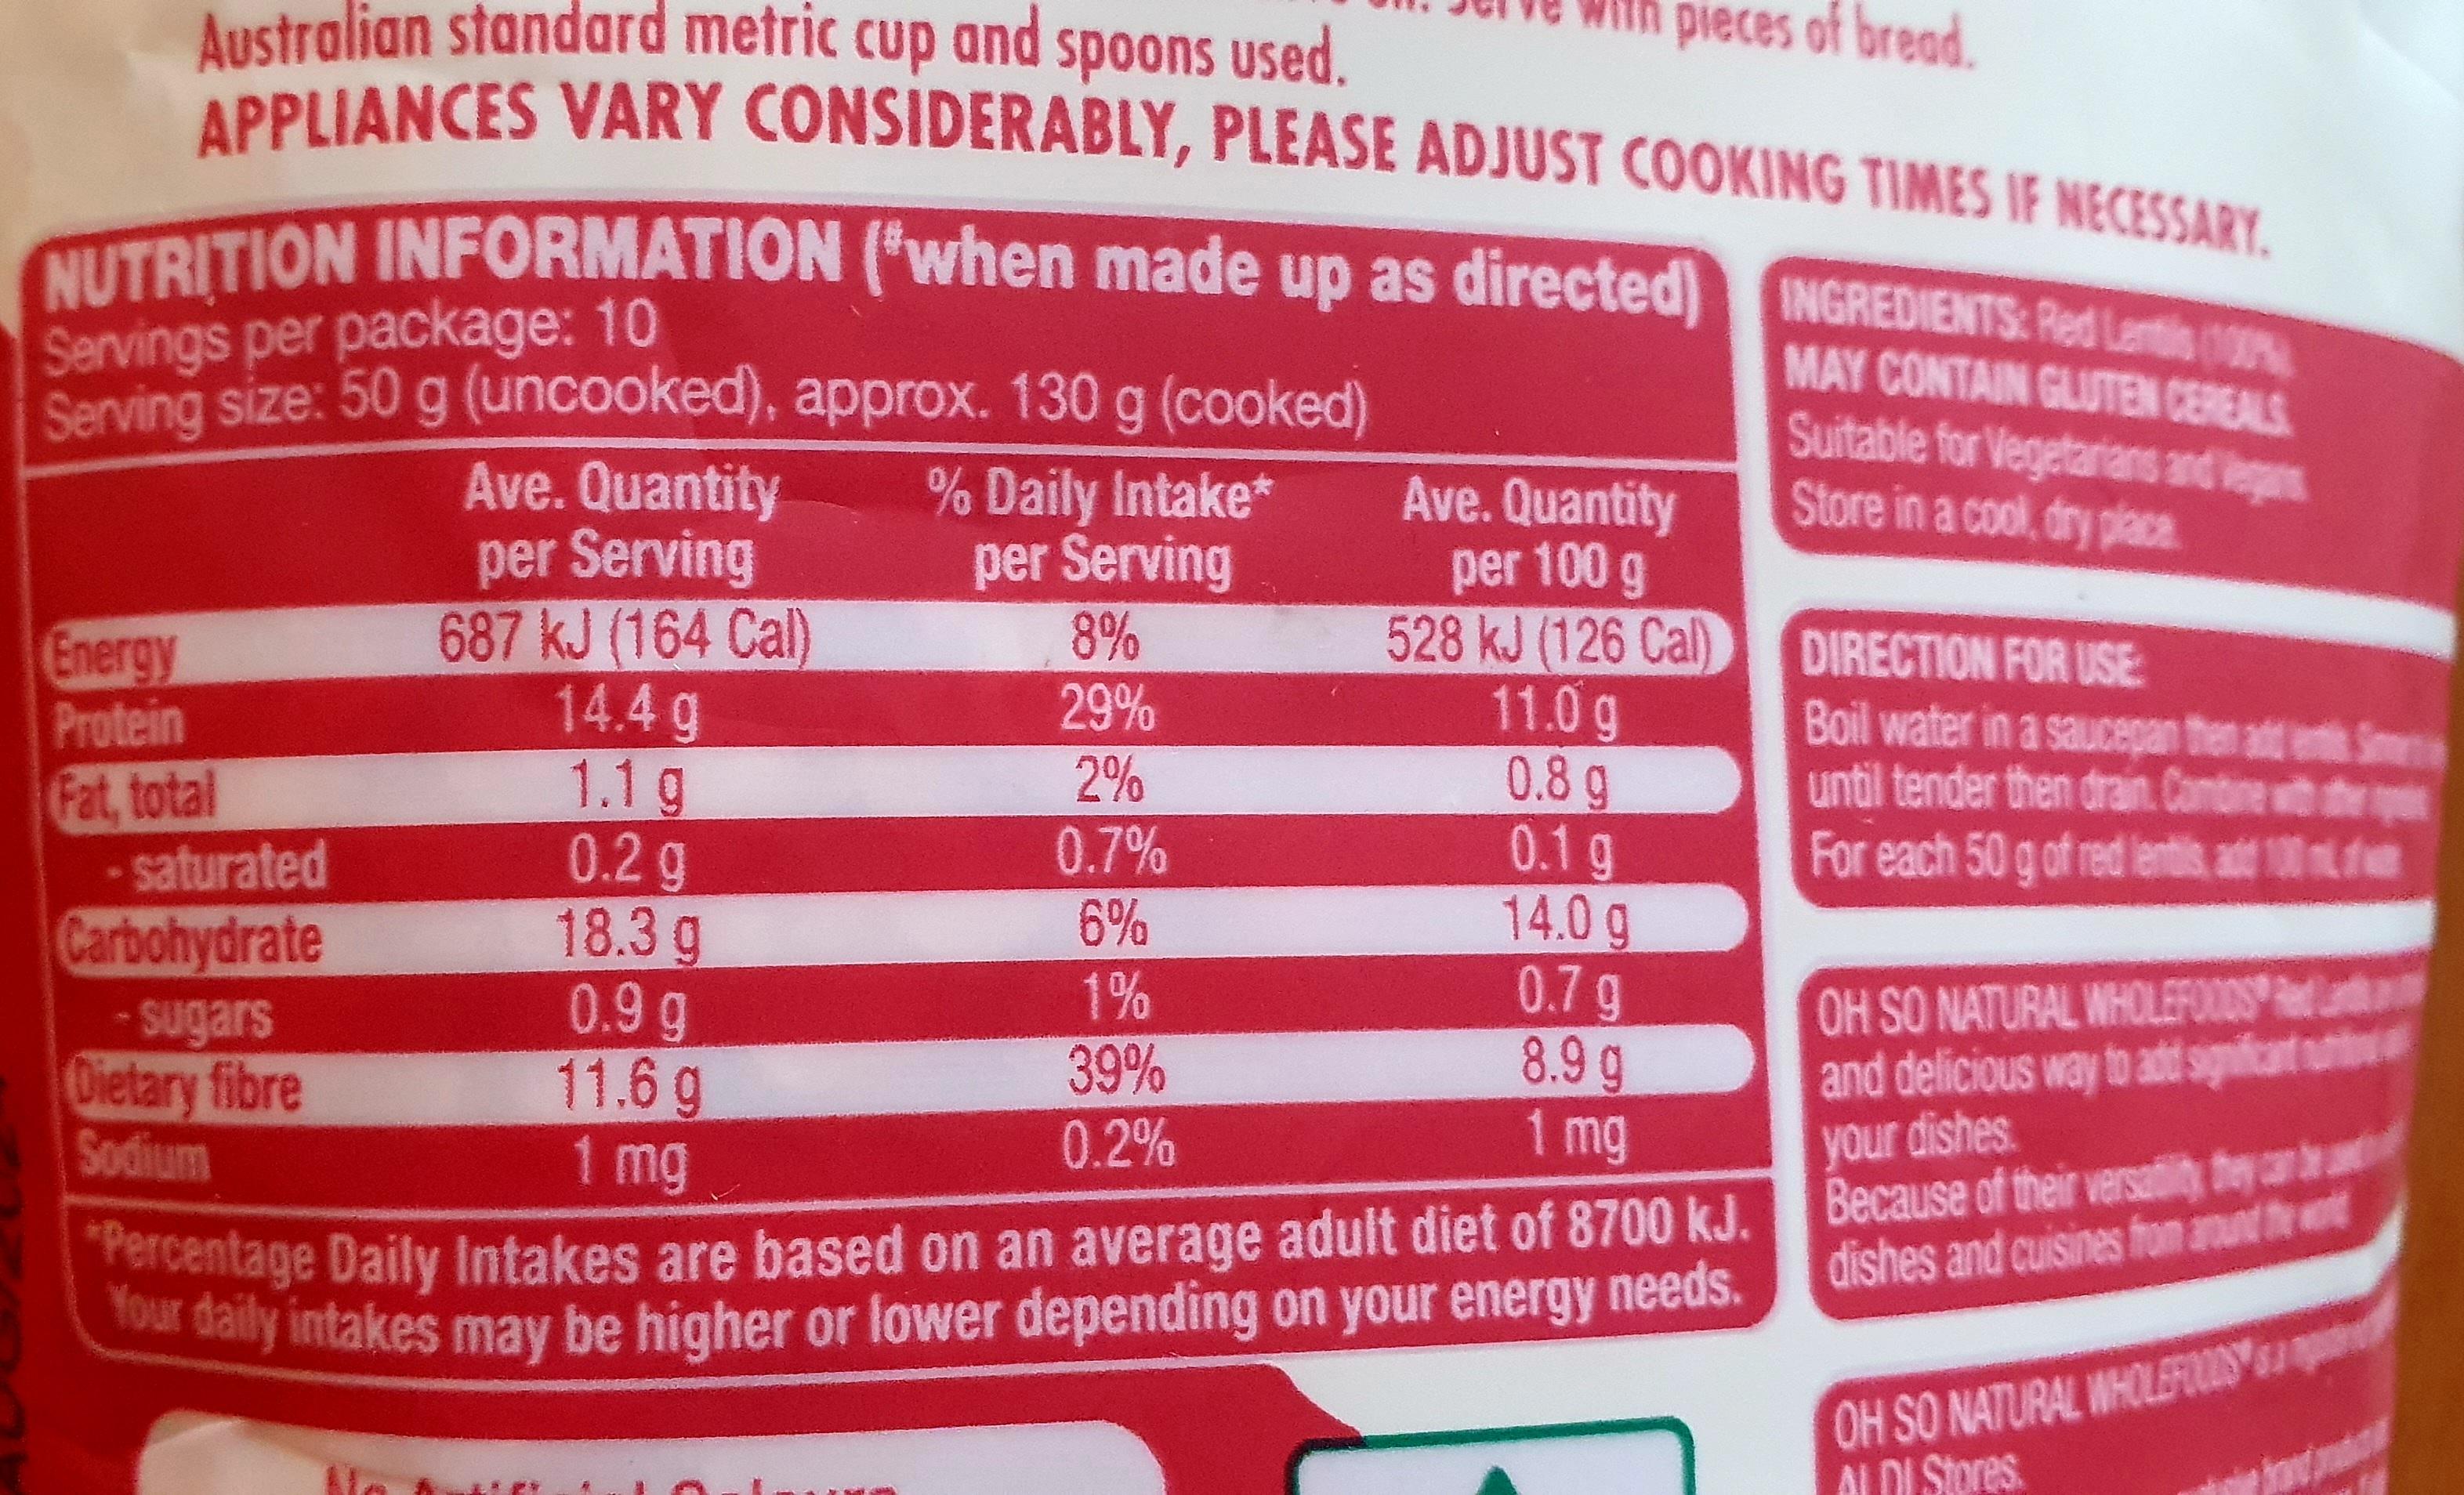 with pieces of bread.
Australian standard metric cup and spoons used.
APPLIANCES VARY CONSIDERABLY, PLEASE ADJUST COOKING TIMES IF NECESSARY.
NUTRITION INFORMATION (#when made up as directed)
Servings per package: 10
Serving size: 50 g (uncooked), approx. 130 g (cooked)
Ave. Quantity % Daily Intake* Ave. Quantity
per Serving per Serving per 100 g
Energy 687 kJ (164 Cal) 8% 528 kJ (126 Cal)
Protein 14.4 g 29% 11.0 g
Fat, total 1.1 g 2% 0.8 g
- saturated 0.2 g 0.7% 0.1 g
Carbohydrate 18.3 g 6% 14.0 g
- sugars 0.9 g 1% 0.7 g
Dietary fibre 11.6 g 39% 8.9 g
Sodium 1 mg 0.2% 1 mg
*Percentage Daily Intakes are based on an average adult diet of 8700 kJ.
Your daily intakes may be higher or lower depending on your energy needs.
INGREDIENTS: Red Lentils (100%)
MAY CONTAIN GLUTEN CEREALS.
Suitable for Vegetarians and Vegans
Store in a cool, dry place.
DIRECTION FOR USE:
Boil water in a saucepan then add lentils.
until tender then drain. Combine with other
For each 50 g of red lentils, add 100 mL of
OH SO NATURAL WHOLEFOODS® Red
and delicious way to add significant
your dishes.
Because of their versatility, they can be used
dishes and cuisines from around the world
OH SO NATURAL WHOLEFOODS® is a
ALDI Stores.